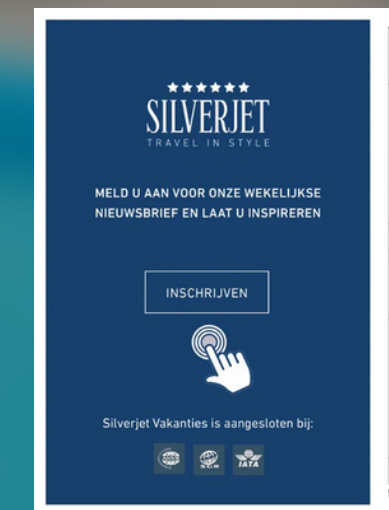 SILVERJET
TRAVEL IN STYLE
MELD U AAN VOOR ONZE WEKELIJKSE
NIEUWSBRIEF EN LAAT U INSPIREREN
INSCHRIJVEN
Silverjet Vakanties is aangesloten bij:
SGR
IATA